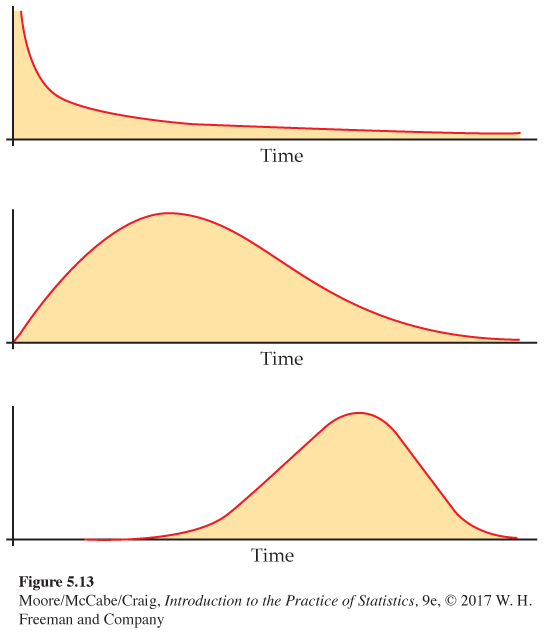 Time
Time
Time
Figure 5.13
Moore/McCabe/Craig, Introduction to the Practice of Statistics, 9e, © 2017 W. H.
Freeman and Company